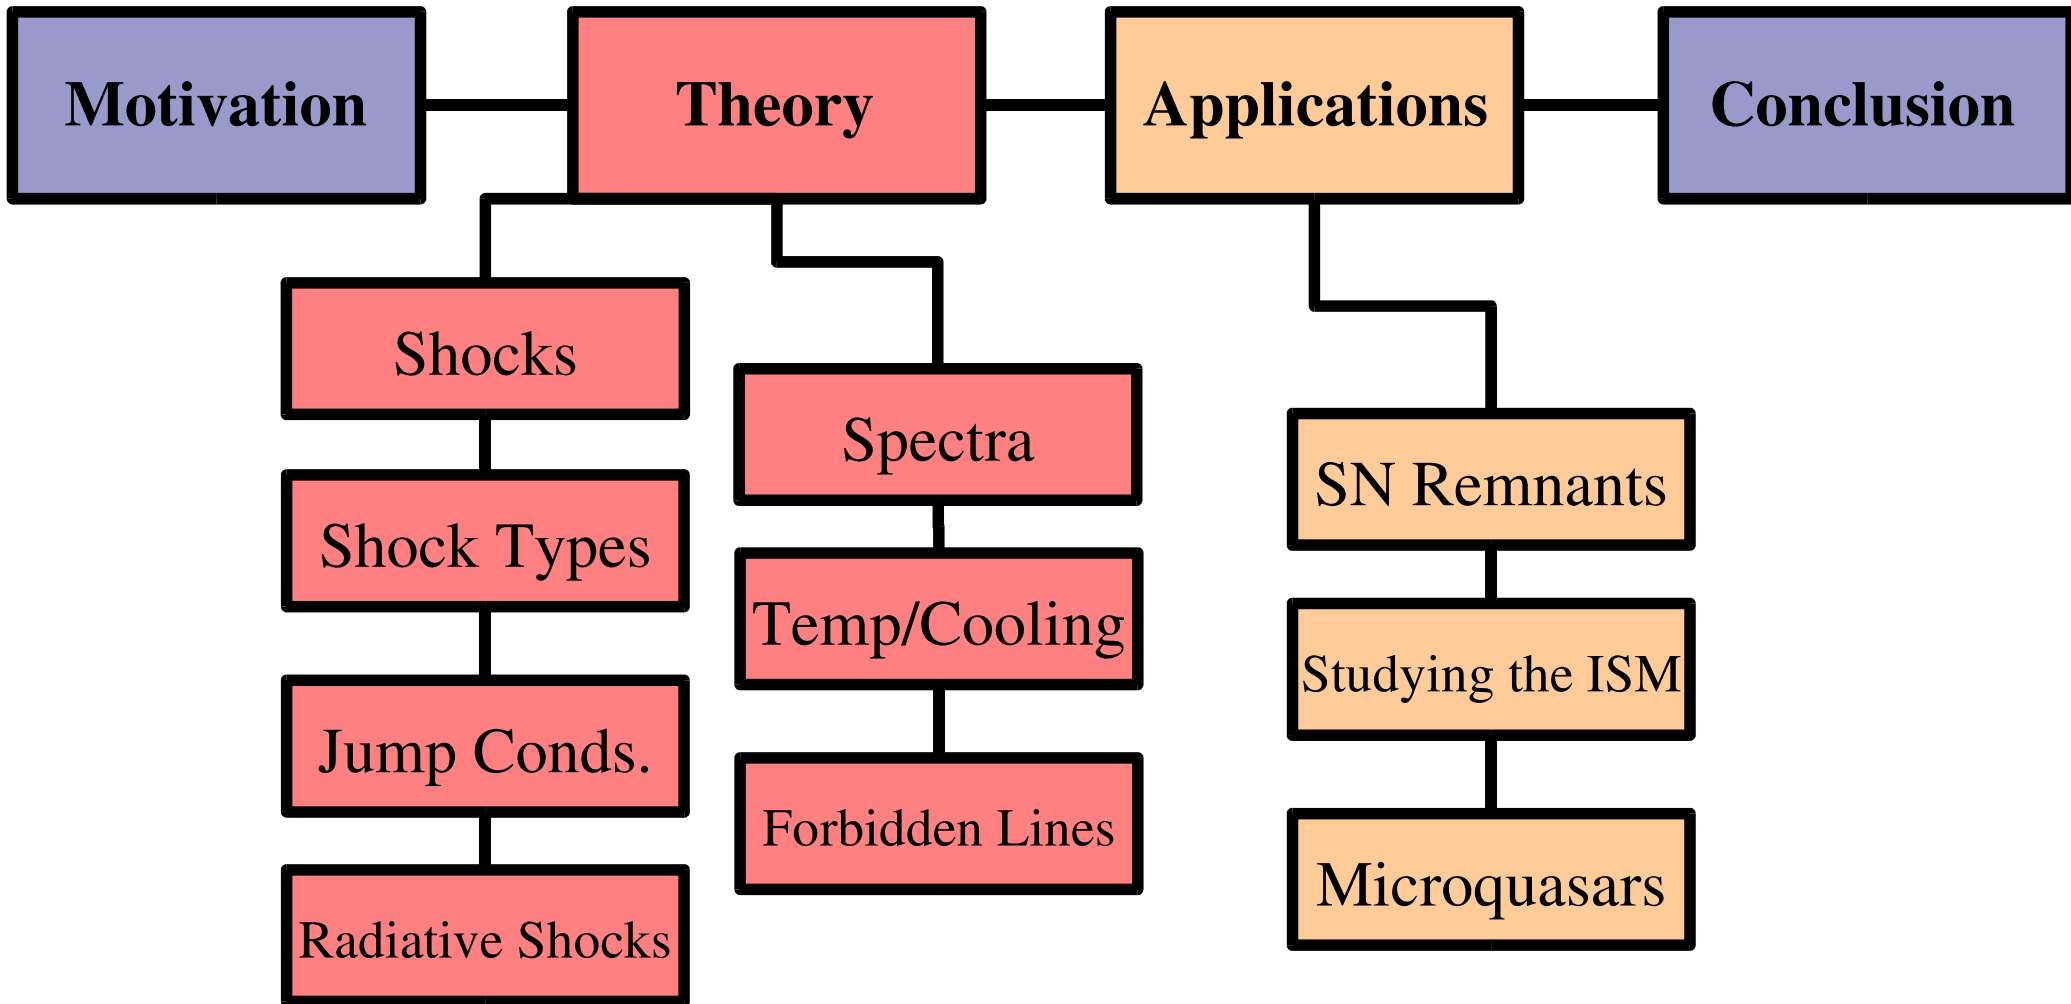 Motivation
Theory
Applications
Conclusion
Shocks
Shock Types
Jump Conds.
Radiative Shocks
Spectra
Temp/Cooling
Forbidden Lines
SN Remnants
Studying the ISM
Microquasars